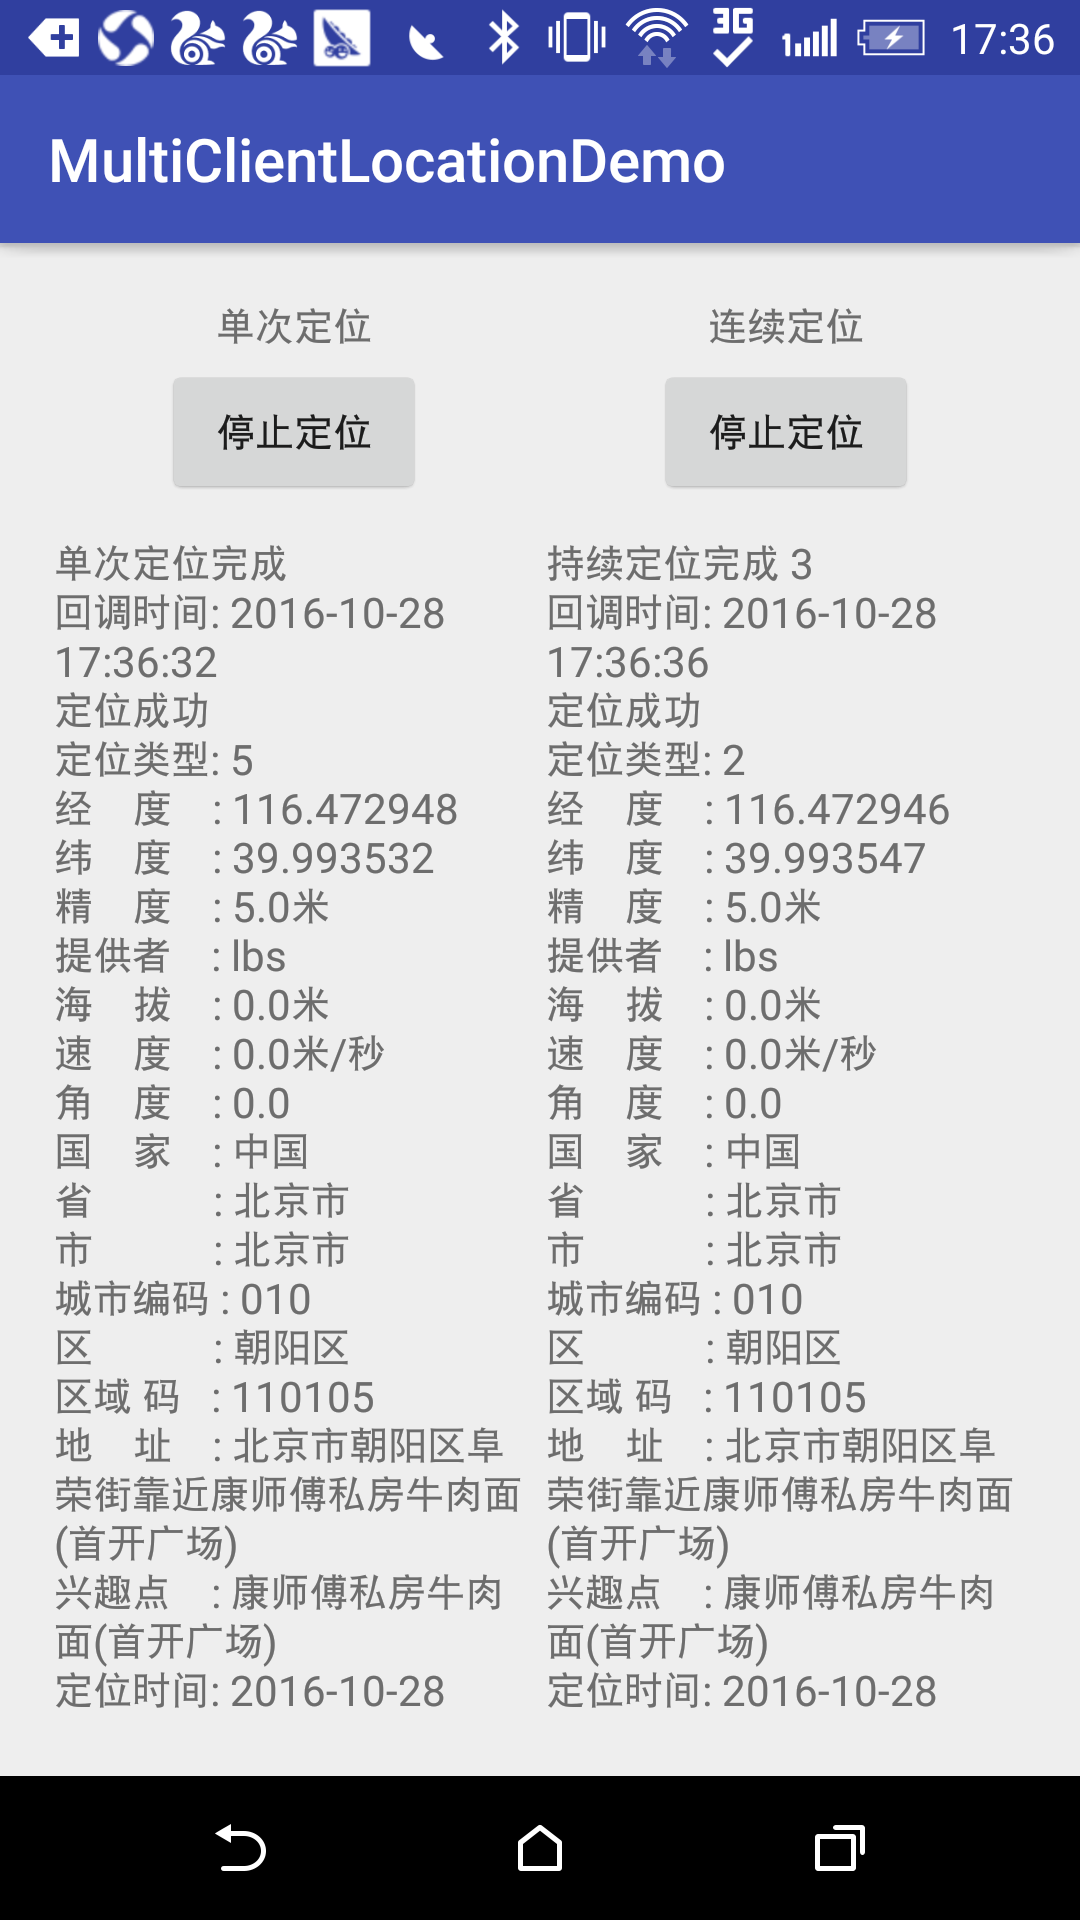 3G 17:36
MultiClientLocationDemo
单次定位
停止定位
单次定位完成
回调时间: 2016-10-28
17:36:32
定位成功
定位类型: 5
经 度 : 116.472948
纬 度 : 39.993532
精 度 : 5.0米
提供者 : lbs
海 拔 : 0.0米
速 度 : 0.0米/秒
角 度 : 0.0
国 家 : 中国
省 : 北京市
市 : 北京市
城市编码 : 010
区 : 朝阳区
区域 码 : 110105
地 址 : 北京市朝阳区阜
荣街靠近康师傅私房牛肉面
(首开广场)
兴趣点 : 康师傅私房牛肉
面(首开广场)
定位时间: 2016-10-28
连续定位
停止定位
持续定位完成 3
回调时间: 2016-10-28
17:36:36
定位成功
定位类型: 2
经 度 : 116.472946
纬 度 : 39.993547
精 度 : 5.0米
提供者 : lbs
海 拔 : 0.0米
速 度 : 0.0米/秒
角 度 : 0.0
国 家 : 中国
省 : 北京市
市 : 北京市
城市编码 : 010
区 : 朝阳区
区域 码 : 110105
地 址 : 北京市朝阳区阜
荣街靠近康师傅私房牛肉面
(首开广场)
兴趣点 : 康师傅私房牛肉
面(首开广场)
定位时间: 2016-10-28